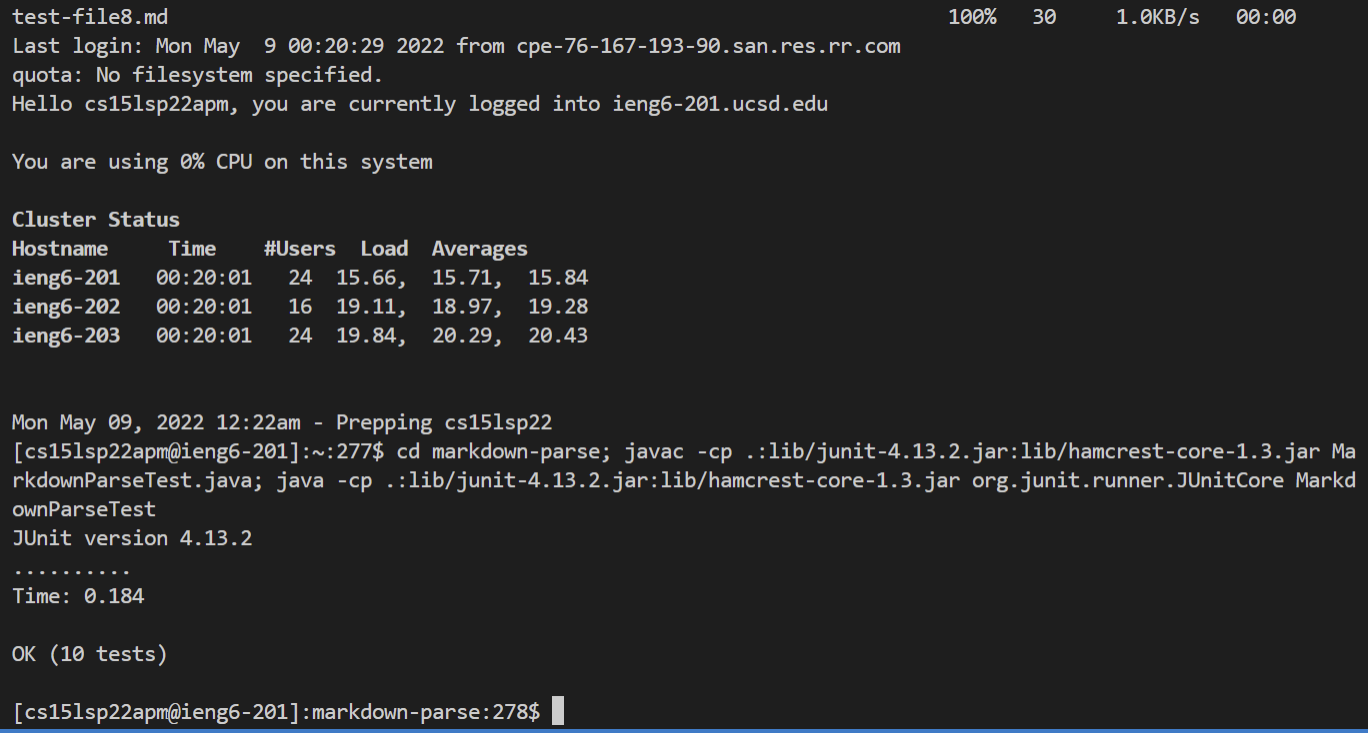 test-file8.md                                                                 100%   30     1.0KB/s   00:00
Last login: Mon May  9 00:20:29 2022 from cpe-76-167-193-90.san.res.rr.com
quota: No filesystem specified.
Hello cs15lsp22apm, you are currently logged into ieng6-201.ucsd.edu
You are using 0% CPU on this system
Cluster Status
Hostname     Time    #Users  Load  Averages
ieng6-201   00:20:01   24  15.66,  15.71,  15.84
ieng6-202   00:20:01   16  19.11,  18.97,  19.28
ieng6-203   00:20:01   24  19.84,  20.29,  20.43
Mon May 09, 2022 12:22am - Prepping cs15lsp22
[cs15lsp22apm@ieng6-201]:~:277$ cd markdown-parse; javac -cp .:lib/junit-4.13.2.jar:lib/hamcrest-core-1.3.jar Ma
rkdownParseTest.java; java -cp .:lib/junit-4.13.2.jar:lib/hamcrest-core-1.3.jar org.junit.runner.JUnitCore Markd
ownParseTest
JUnit version 4.13.2
..........
Time: 0.184
OK (10 tests)
[cs15lsp22apm@ieng6-201]:markdown-parse:278$